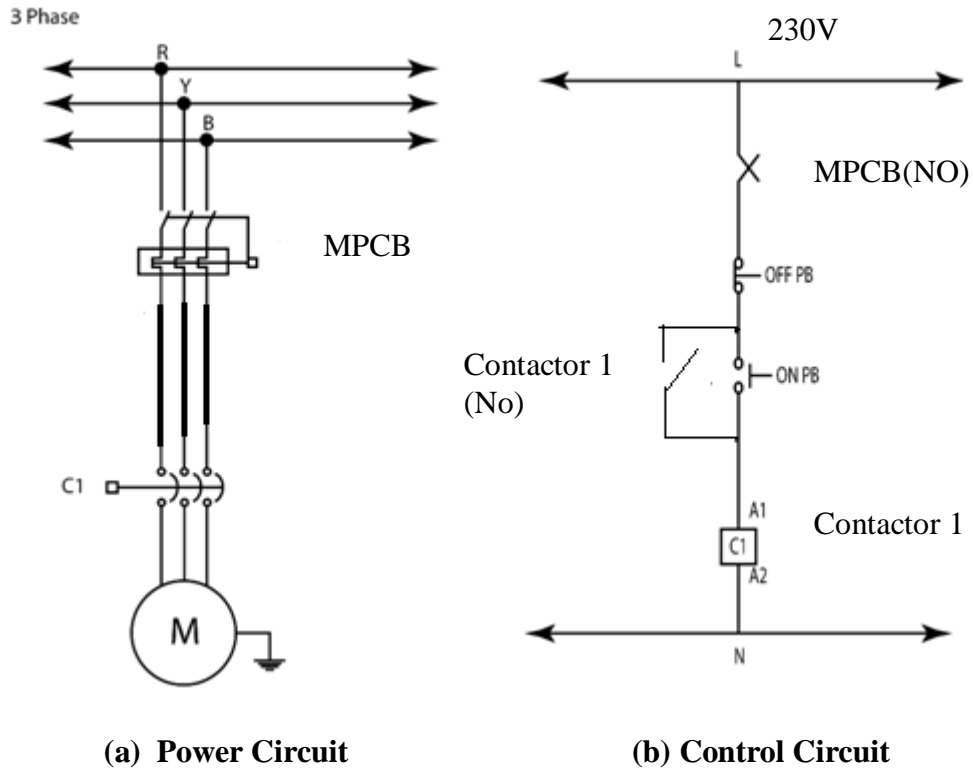 3 Phase
R
Y
B
MPCB
C1
M
(a) Power Circuit
230V
L
MPCB(NO)
OFF PB
Contactor 1
(No)
ON PB
A1
C1
A2
Contactor 1
N
(b) Control Circuit